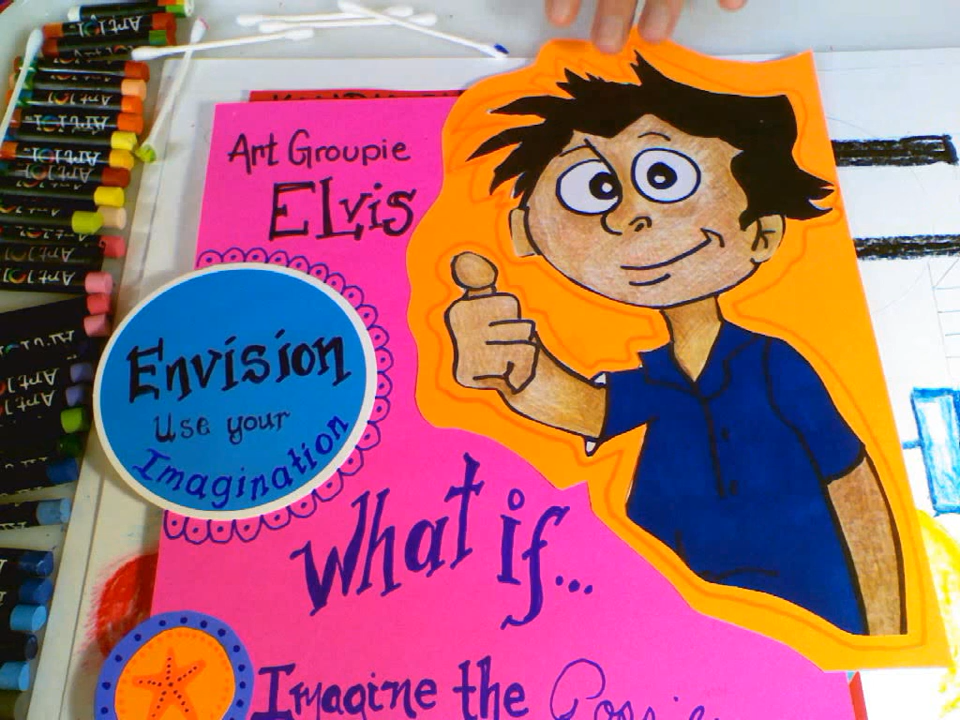 Art Groupie
ELvis
Envision
Use your
Imagination
What if...
Imagine the